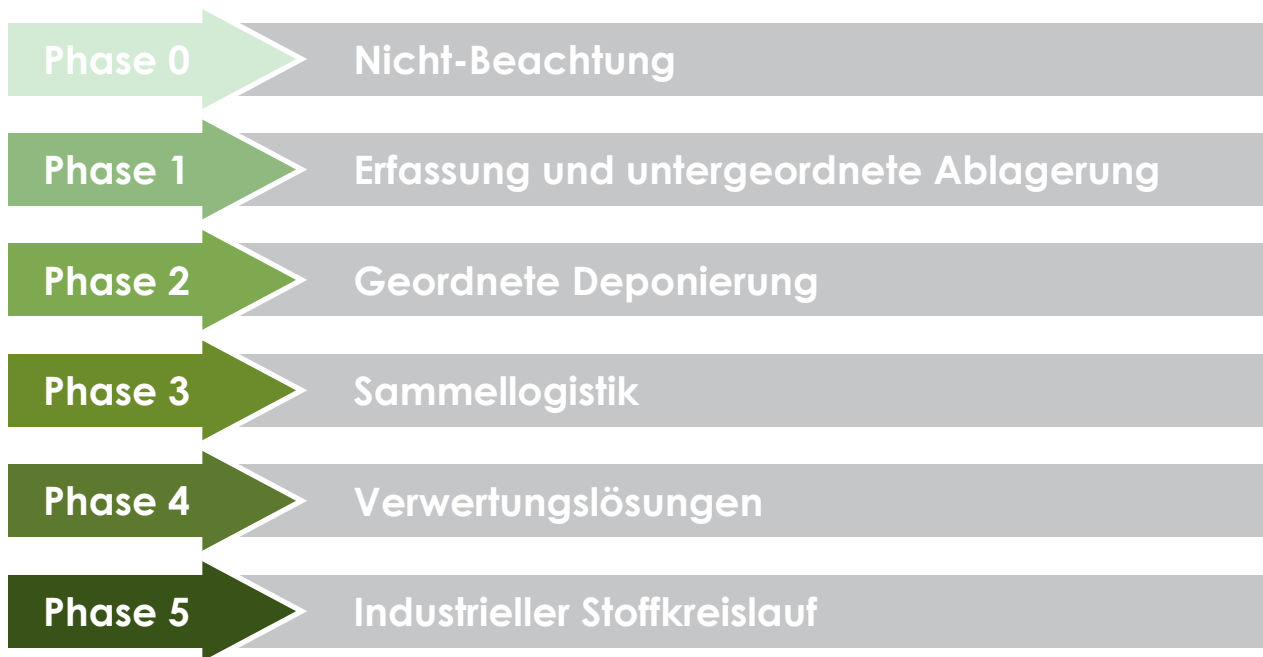 Phase 0 Nicht-Beachtung
Phase 1 Erfassung und untergeordnete Ablagerung
Phase 2 Geordnete Deponierung
Phase 3 Sammellogistik
Phase 4 Verwertungslösungen
Phase 5 Industrieller Stoffkreislauf